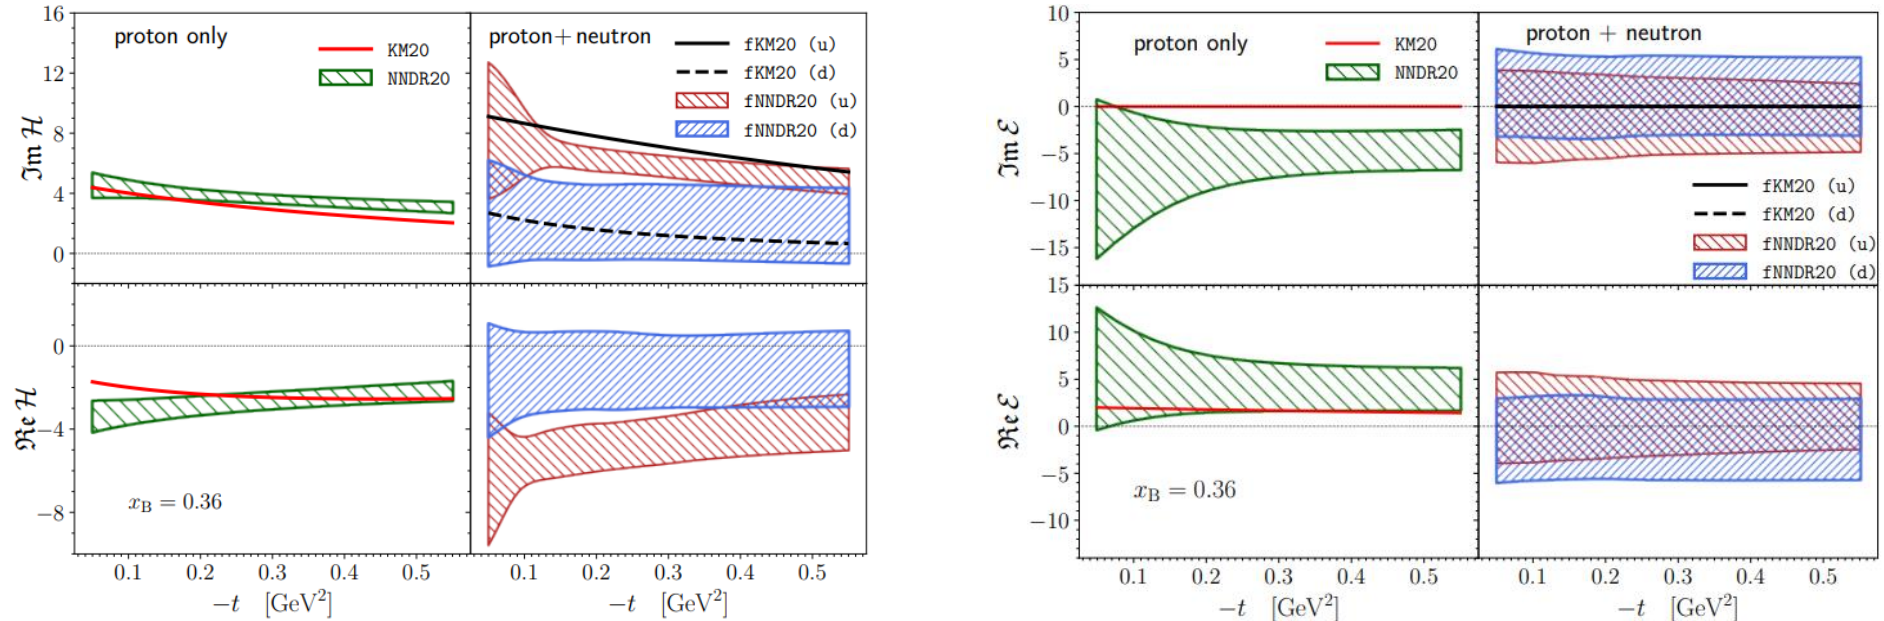 proton only
KM20
NNDR20
proton+neutron
fKM20 (u)
fKM20 (d)
fNNDR20 (u)
fNNDR20 (d)
16
12
8
4
0
ℑm ℋ
0
−4
−8
ℜe ℋ
x_B = 0.36
0.1 0.2 0.3 0.4 0.5
0.1 0.2 0.3 0.4 0.5
−t [GeV²]
−t [GeV²]
proton only
KM20
NNDR20
proton + neutron
fKM20 (u)
fKM20 (d)
fNNDR20 (u)
fNNDR20 (d)
10
5
0
−5
−10
−15
ℑm ℰ
15
10
5
0
−5
−10
ℜe ℰ
x_B = 0.36
0.1 0.2 0.3 0.4 0.5
0.1 0.2 0.3 0.4 0.5
−t [GeV²]
−t [GeV²]